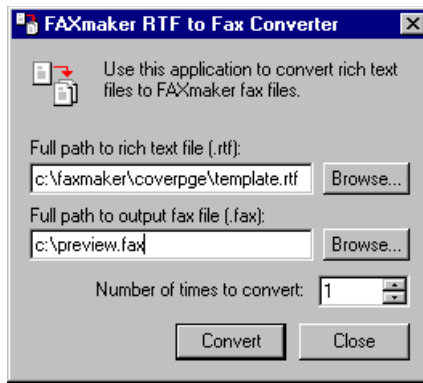 FAXmaker RTF to Fax Converter
Use this application to convert rich text
files to FAXmaker fax files.
Full path to rich text file (.rtf):
c:\faxmaker\coverpge\template.rtf
Browse...
Full path to output fax file (.fax):
c:\preview.fax
Browse...
Number of times to convert: 1
Convert Close